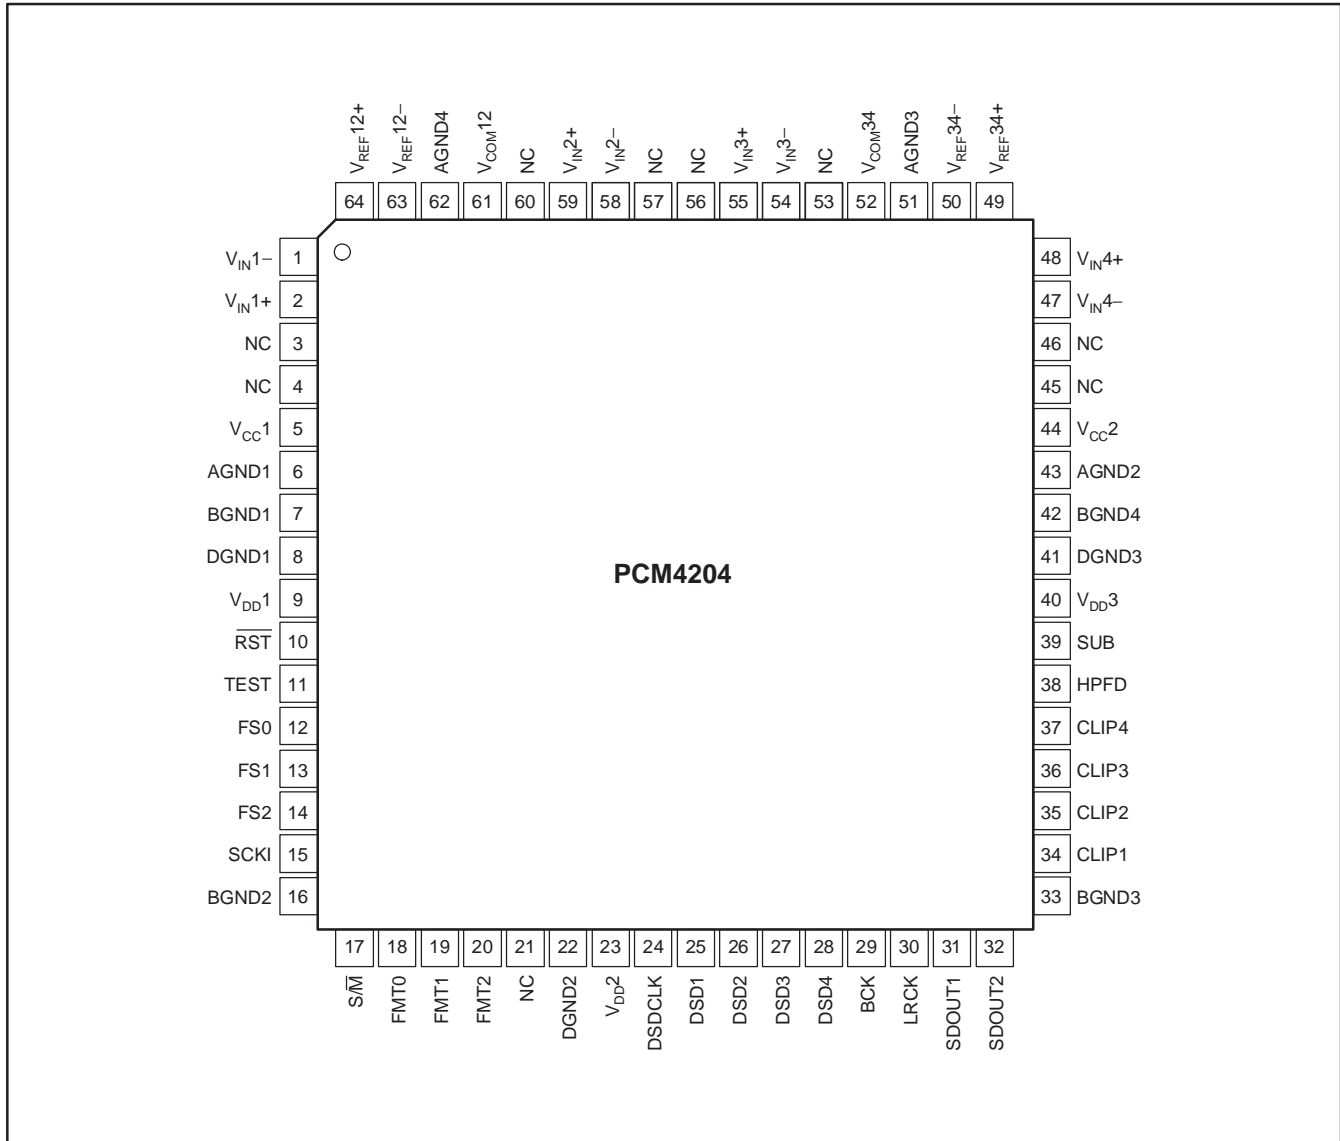 VREF12+
VREF12–
AGND4
VCOM12
NC
VIN2+
VIN2–
NC
NC
VIN3+
VIN3–
NC
VCOM34
AGND3
VREF34–
VREF34+
64 63 62 61 60 59 58 57 56 55 54 53 52 51 50 49
VIN1– 1
VIN1+ 2
NC 3
NC 4
VCC1 5
AGND1 6
BGND1 7
DGND1 8
VDD1 9
RST 10
TEST 11
FS0 12
FS1 13
FS2 14
SCKI 15
BGND2 16
PCM4204
48 VIN4+
47 VIN4–
46 NC
45 NC
44 VCC2
43 AGND2
42 BGND4
41 DGND3
40 VDD3
39 SUB
38 HPFD
37 CLIP4
36 CLIP3
35 CLIP2
34 CLIP1
33 BGND3
17 18 19 20 21 22 23 24 25 26 27 28 29 30 31 32
S/M
FMT0
FMT1
FMT2
NC
DGND2
VDD2
DSDCLK
DSD1
DSD2
DSD3
DSD4
BCK
LRCK
SDOUT1
SDOUT2